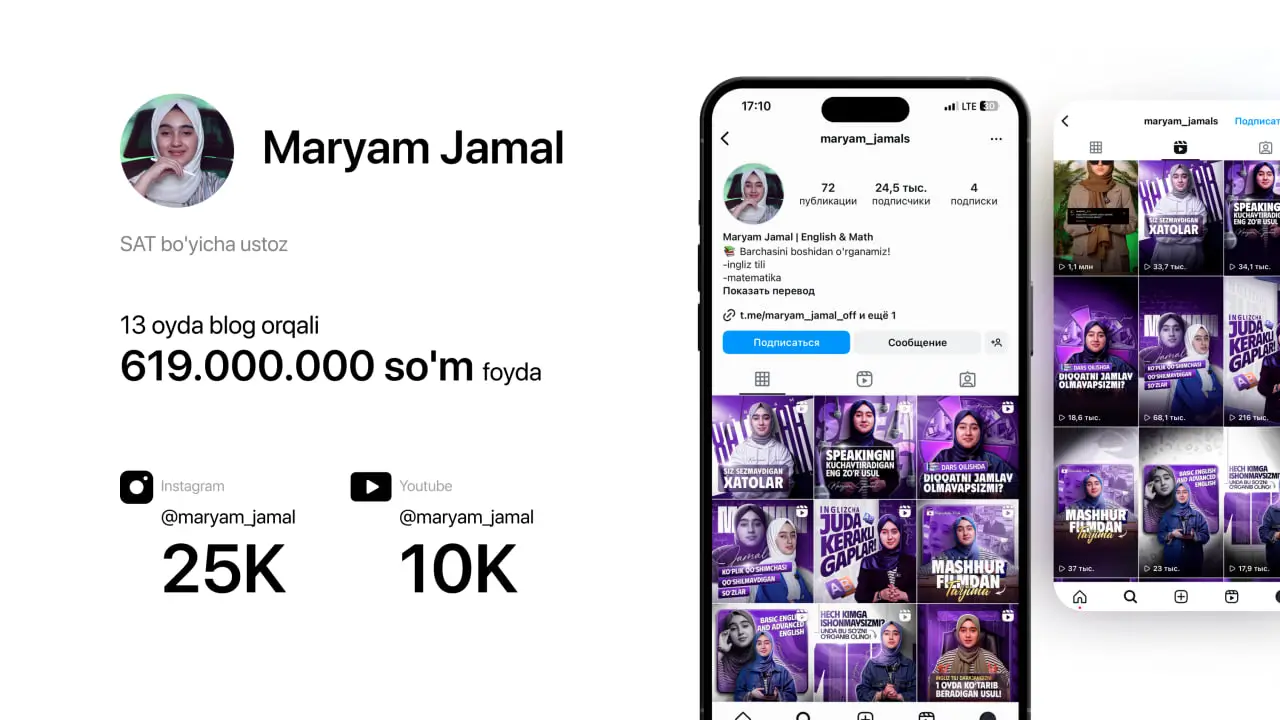 Maryam Jamal
SAT bo'yicha ustoz
13 oyda blog orqali
619.000.000 so'm foyda
Instagram
@maryam_jamal
25K
Youtube
@maryam_jamal
10K
17:10
LTE 30
maryam_jamals
72
публикации
24,5 тыс.
подписчики
4
подписки
Maryam Jamal | English & Math
📚 Barchasini boshidan o'rganamiz!
-ingliz tili
-matematika
Показать перевод
t.me/maryam_jamal_off и ещё 1
Подписаться
Сообщение
SIZ SEZMAYDIGAN
XATOLAR
SPEAKINGNI
KUCHAYTIRADIGAN
ENG ZO'R USUL
DARS QILISHDA
DIQQATNI JAMLAY
OLMAYAPSIZMI?
Jamal
KO'PLIK QO'SHIMCHASI
QO'SHILMAYDIGAN
SO'ZLAR
INGLIZCHA
JUDA
KERAKLI
GAPLAR!
MASHHUR
FILMDAN
Tarjima
BASIC ENGLISH
AND ADVANCED
ENGLISH
HECH KIMGA
ISHONMAYSIZMI?
UNDA BU SO'ZNI
O'RGANIB OLING!
INGLIZ TILI DARAJANGIZNI
1 OYDA KO'TARIB
BERADIGAN USUL!
maryam_jamals
Подписат
1,1 млн
SIZ SEZMAYDIGAN
XATOLAR
33,7 тыс.
SPEAKING
KUCHAYTIRADIG
ENG ZO'R USUL
34,1 тыс.
DARS QILISHDA
DIQQATNI JAMLAY
OLMAYAPSIZMI?
18,6 тыс.
Jamal
KO'PLIK QO'SHIMCHASI
QO'SHILMAYDIGAN
SO'ZLAR
68,1 тыс.
INGLIZCHA
JUDA
KERAKLI
GAPLAR!
216 тыс.
MASHHUR
FILMDAN
Tarjima
37 тыс.
BASIC ENGLISH
AND ADVANCED
ENGLISH
23 тыс.
HECH KIMGA
ISHONMAYSIZM
UNDA BU SO'ZNI
O'RGANIB OLING!
17,9 тыс.